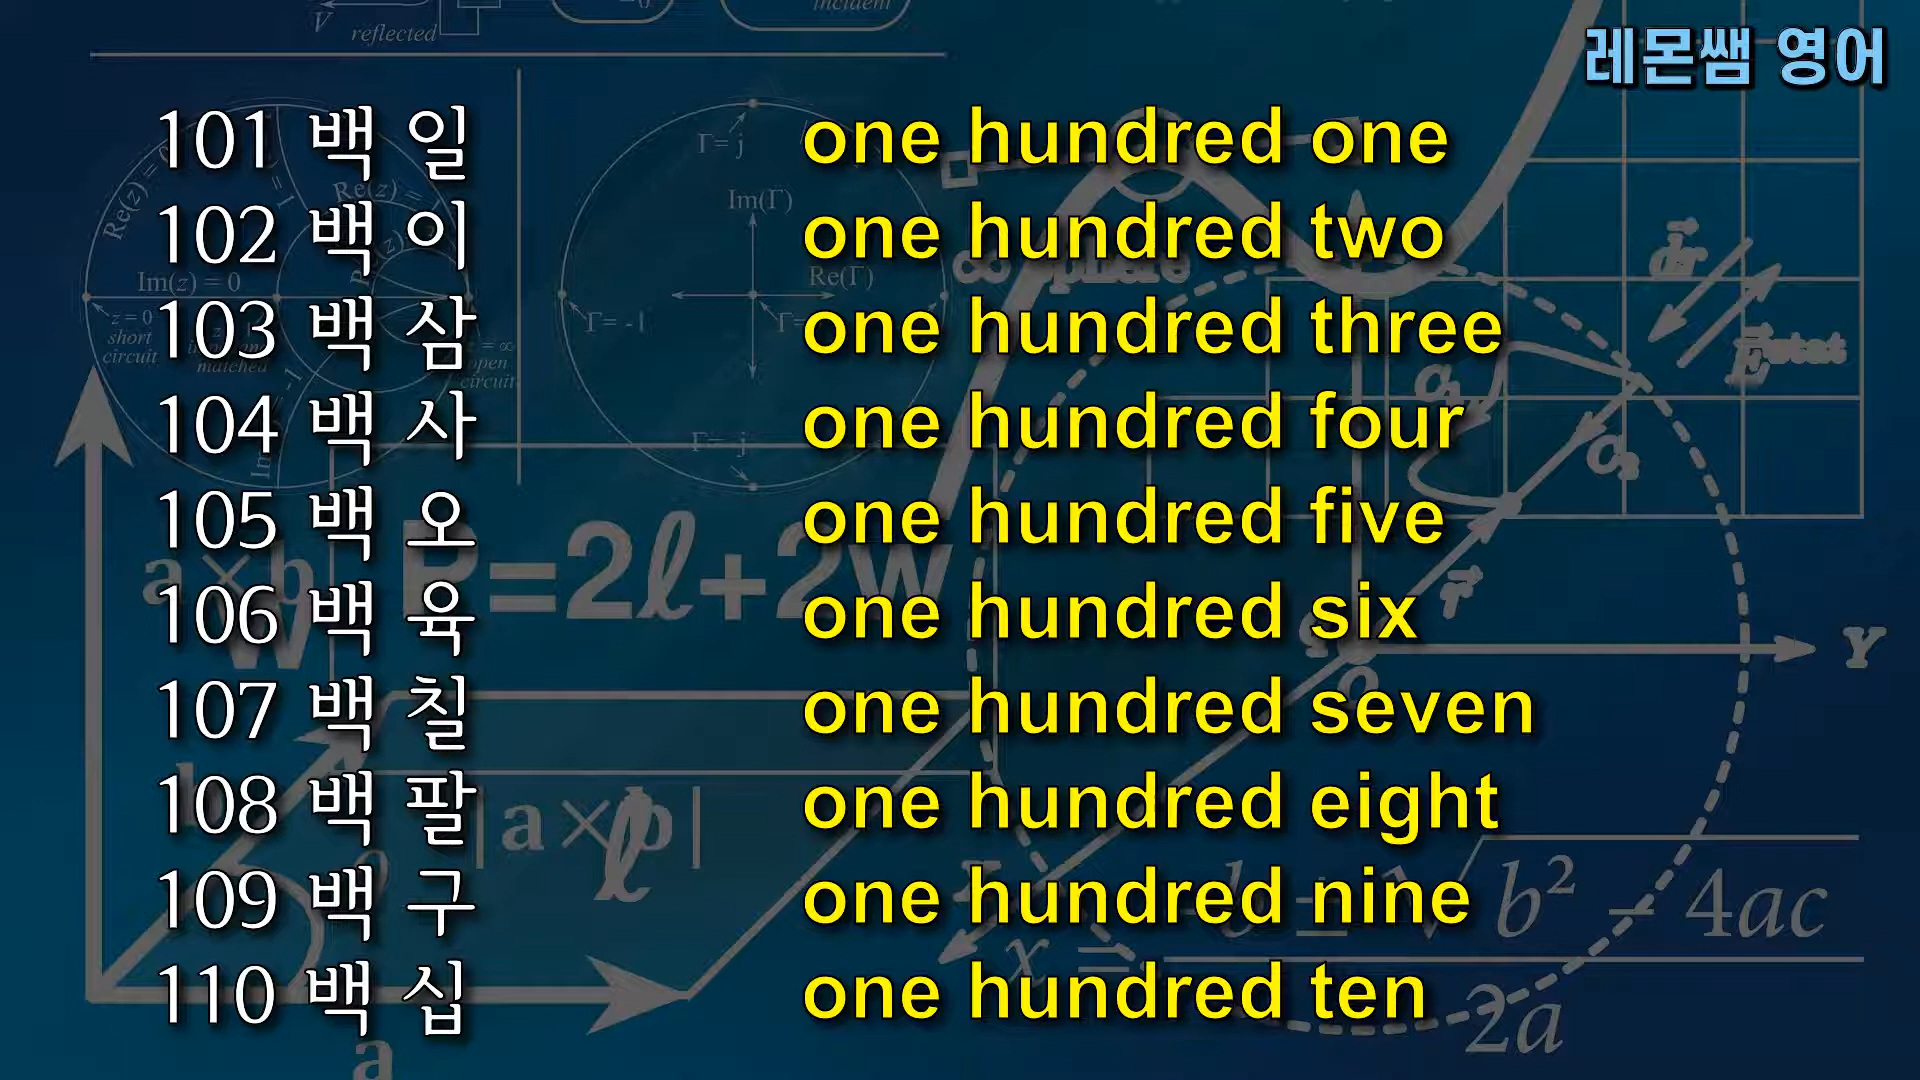 레몬쌤 영어
101 백 일 one hundred one
102 백 이 one hundred two
103 백 삼 one hundred three
104 백 사 one hundred four
105 백 오 one hundred five
106 백 육 one hundred six
107 백 칠 one hundred seven
108 백 팔 one hundred eight
109 백 구 one hundred nine
110 백 십 one hundred ten